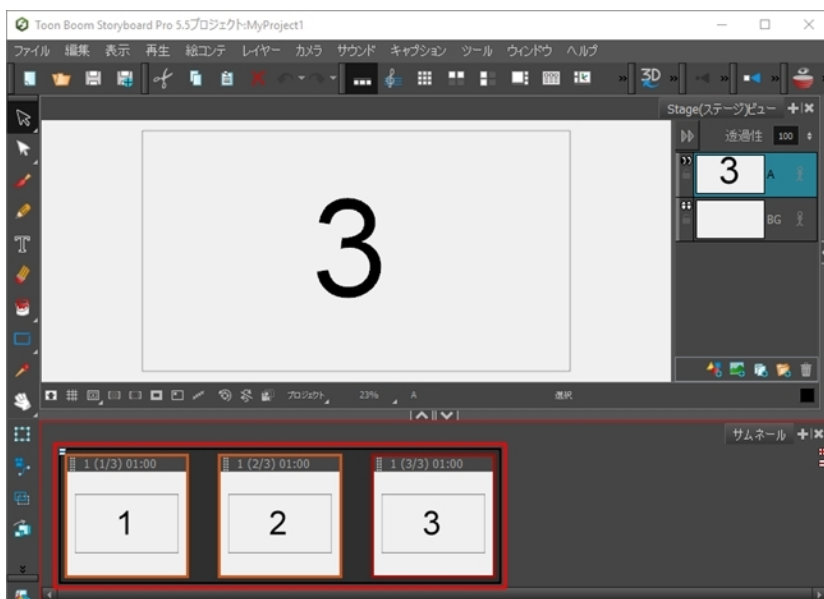 Toon Boom Storyboard Pro 5.5プロジェクト:MyProject1
ファイル 編集 表示 再生 絵コンテ レイヤー カメラ サウンド キャプション ツール ウィンドウ ヘルプ
3D
Stage(ステージ)ビュー
透過性 100
3
3 A
BG
プロジェクト 23% A 選択
サムネール
1 (1/3) 01:00 1 (2/3) 01:00 1 (3/3) 01:00
1 2 3